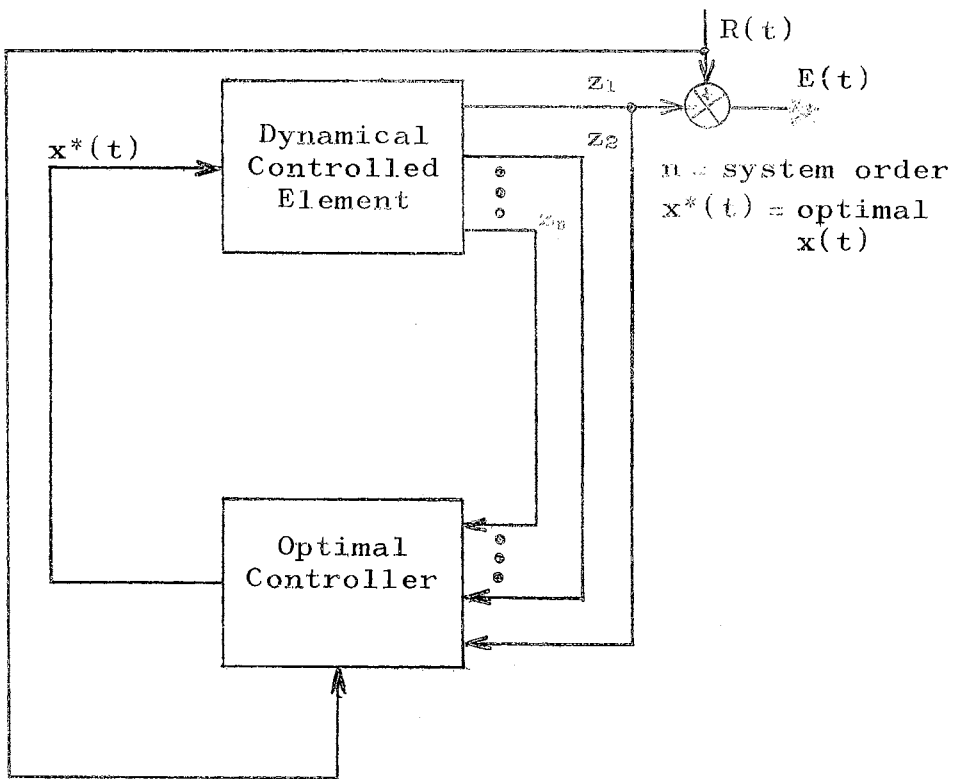 R(t)
z1
E(t)
Dynamical
Controlled
Element
x*(t)
z2
n = system order
zn
x*(t) = optimal
x(t)
Optimal
Controller